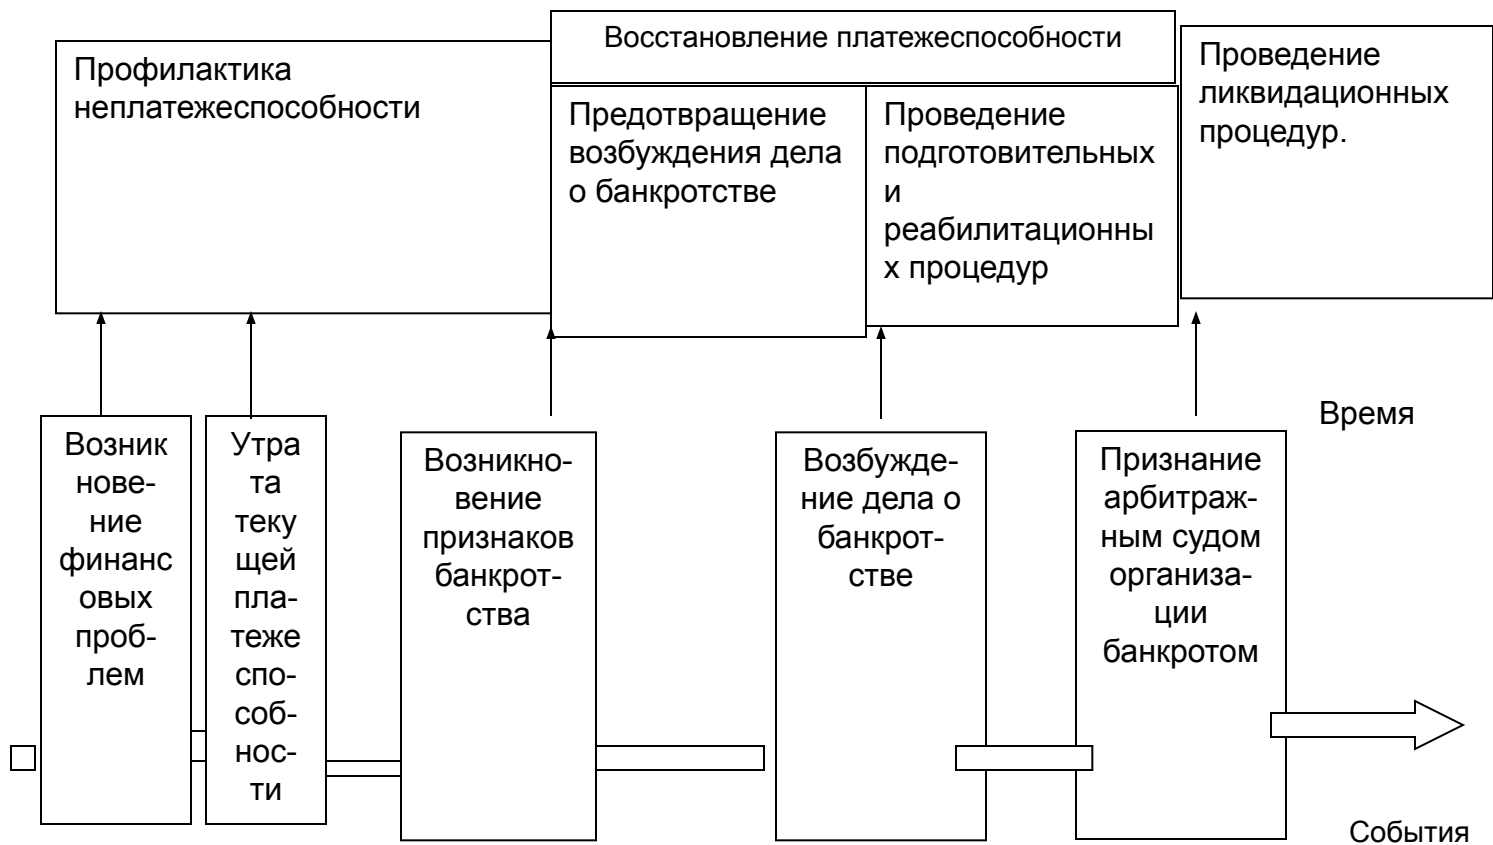 Восстановление платежеспособности
Профилактика
неплатежеспособности
Предотвращение
возбуждения дела
о банкротстве
Проведение
подготовительных
и
реабилитационны
х процедур
Проведение
ликвидационных
процедур.
Время
Возник
нове-
ние
финанс
овых
проб-
лем
Утра
та
теку
щей
пла-
теже
спо-
соб-
нос-
ти
Возникно-
вение
признаков
банкрот-
ства
Возбужде-
ние дела о
банкрот-
стве
Признание
арбитраж-
ным судом
организа-
ции
банкротом
События